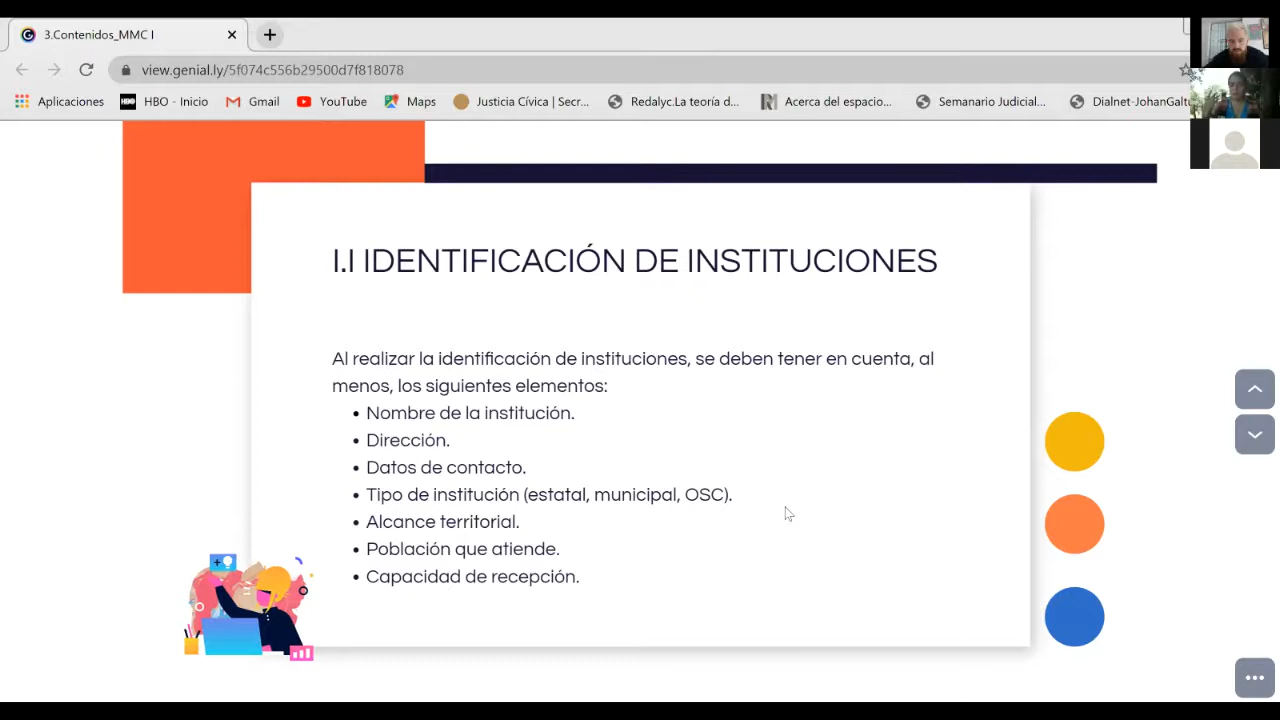 3.Contenidos_MMC I
view.genial.ly/5f074c556b29500d7f818078
Aplicaciones HBO HBO - Inicio Gmail YouTube Maps Justicia Cívica | Secr... Redalyc.La teoría d... Acerca del espacio... Semanario Judicial... Dialnet-JohanGalt
I.I IDENTIFICACIÓN DE INSTITUCIONES
Al realizar la identificación de instituciones, se deben tener en cuenta, al
menos, los siguientes elementos:
• Nombre de la institución.
• Dirección.
• Datos de contacto.
• Tipo de institución (estatal, municipal, OSC).
• Alcance territorial.
• Población que atiende.
• Capacidad de recepción.